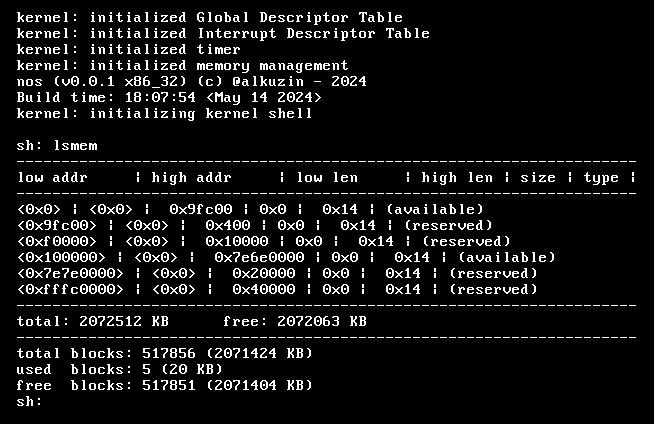 kernel: initialized Global Descriptor Table
kernel: initialized Interrupt Descriptor Table
kernel: initialized timer
kernel: initialized memory management
nos (v0.0.1 x86_32) (c) @alkuzin - 2024
Build time: 18:07:54 <May 14 2024>
kernel: initializing kernel shell

sh: lsmem
---------------------------------------------------------------------
low addr     | high addr     | low len     | high len | size | type |
---------------------------------------------------------------------
<0x0> | <0x0> |  0x9fc00 | 0x0 |  0x14 | (available)
<0x9fc00> | <0x0> |  0x400 | 0x0 |  0x14 | (reserved)
<0xf0000> | <0x0> |  0x10000 | 0x0 |  0x14 | (reserved)
<0x100000> | <0x0> |  0x7e6e0000 | 0x0 |  0x14 | (available)
<0x7e7e0000> | <0x0> |  0x20000 | 0x0 |  0x14 | (reserved)
<0xfffc0000> | <0x0> |  0x40000 | 0x0 |  0x14 | (reserved)
---------------------------------------------------------------------
total: 2072512 KB      free: 2072063 KB
---------------------------------------------------------------------
total blocks: 517856 (2071424 KB)
used  blocks: 5 (20 KB)
free  blocks: 517851 (2071404 KB)
sh: